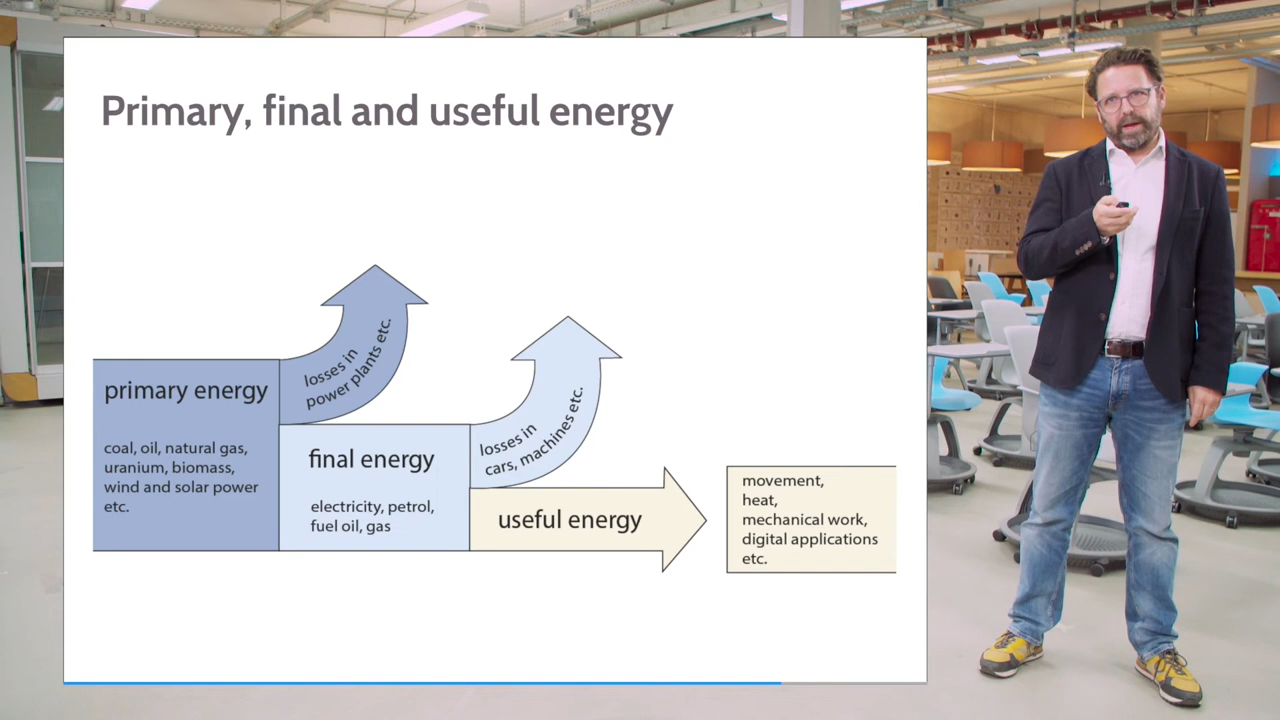 Primary, final and useful energy
losses in
power plants etc.
primary energy
coal, oil, natural gas,
uranium, biomass,
wind and solar power
etc.
losses in
cars, machines etc.
final energy
electricity, petrol,
fuel oil, gas
useful energy
movement,
heat,
mechanical work,
digital applications
etc.